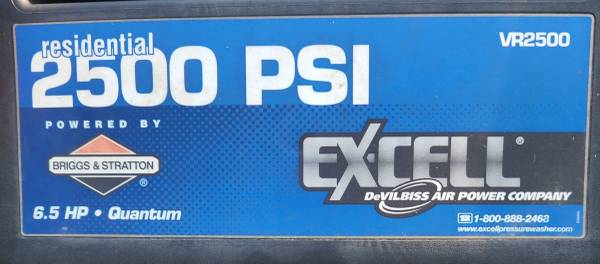 residential
VR2500
2500 PSI
POWERED BY
BRIGGS & STRATTON
®
6.5 HP • Quantum
EX-CELL®
DeVILBISS AIR POWER COMPANY
1-800-888-2468
www.excellpressurewasher.com